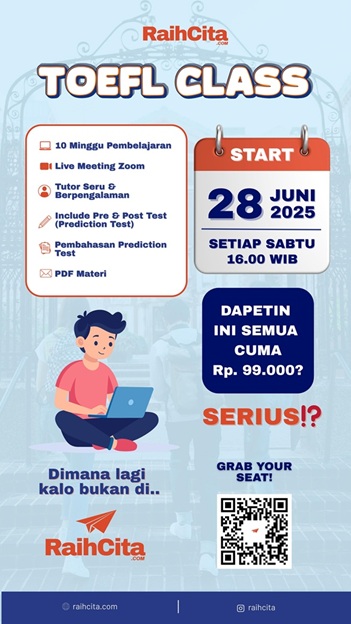 RaihCita
.COM
TOEFL CLASS
10 Minggu Pembelajaran
Live Meeting Zoom
Tutor Seru &
Berpengalaman
Include Pre & Post Test
(Prediction Test)
Pembahasan Prediction
Test
PDF Materi
START
28 JUNI
2025
SETIAP SABTU
16.00 WIB
DAPETIN
INI SEMUA
CUMA
Rp. 99.000?
SERIUS!?
Dimana lagi
kalo bukan di..
RaihCita
.COM
GRAB YOUR
SEAT!
raihcita.com
raihcita